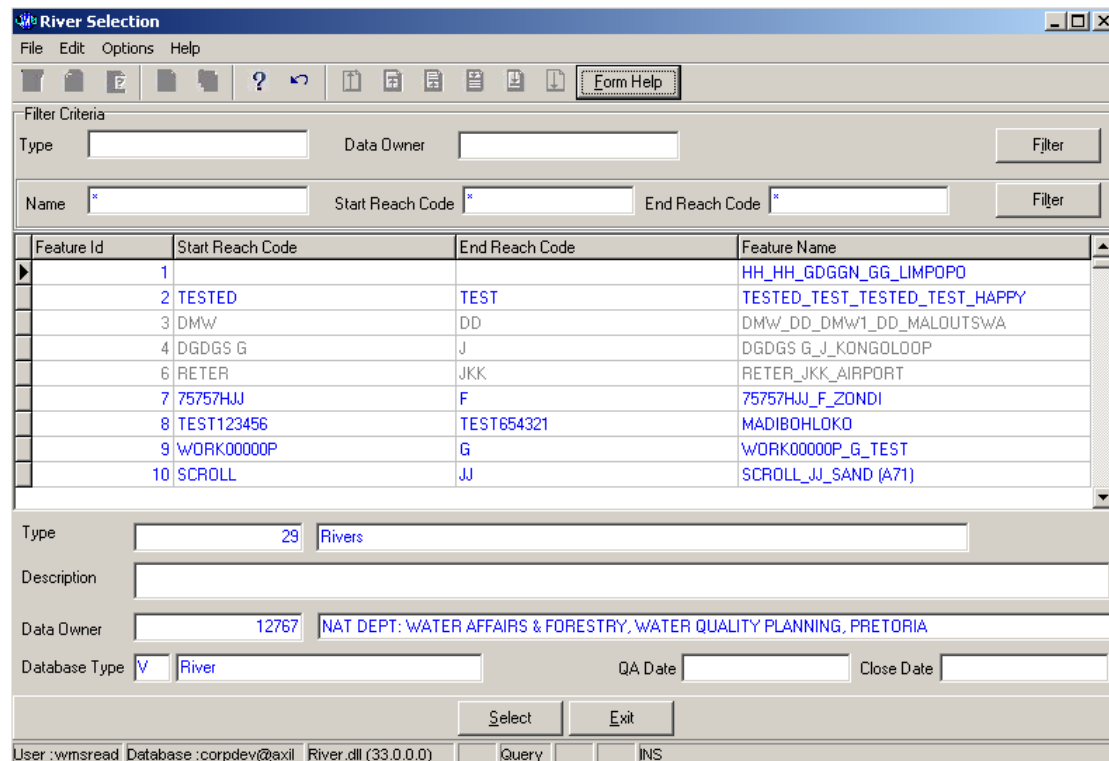 River Selection
File Edit Options Help
? Form Help
Filter Criteria
Type Data Owner Filter
Name * Start Reach Code * End Reach Code * Filter
Feature Id Start Reach Code End Reach Code Feature Name
1 HH_HH_GDGGN_GG_LIMPOPO
2 TESTED TEST TESTED_TEST_TESTED_TEST_HAPPY
3 DMW DD DMW_DD_DMW1_DD_MALOUTSWA
4 DGDGS G J DGDGS G_J_KONGOLOOP
6 RETER JKK RETER_JKK_AIRPORT
7 75757HJJ F 75757HJJ_F_ZONDI
8 TEST123456 TEST654321 MADIBOHLOKO
9 WORK00000P G WORK00000P_G_TEST
10 SCROLL JJ SCROLL_JJ_SAND (A71)
Type 29 Rivers
Description
Data Owner 12767 NAT DEPT: WATER AFFAIRS & FORESTRY, WATER QUALITY PLANNING, PRETORIA
Database Type V River QA Date Close Date
Select Exit
User :wmsread Database :corpdev@axil River.dll (33.0.0.0) Query INS